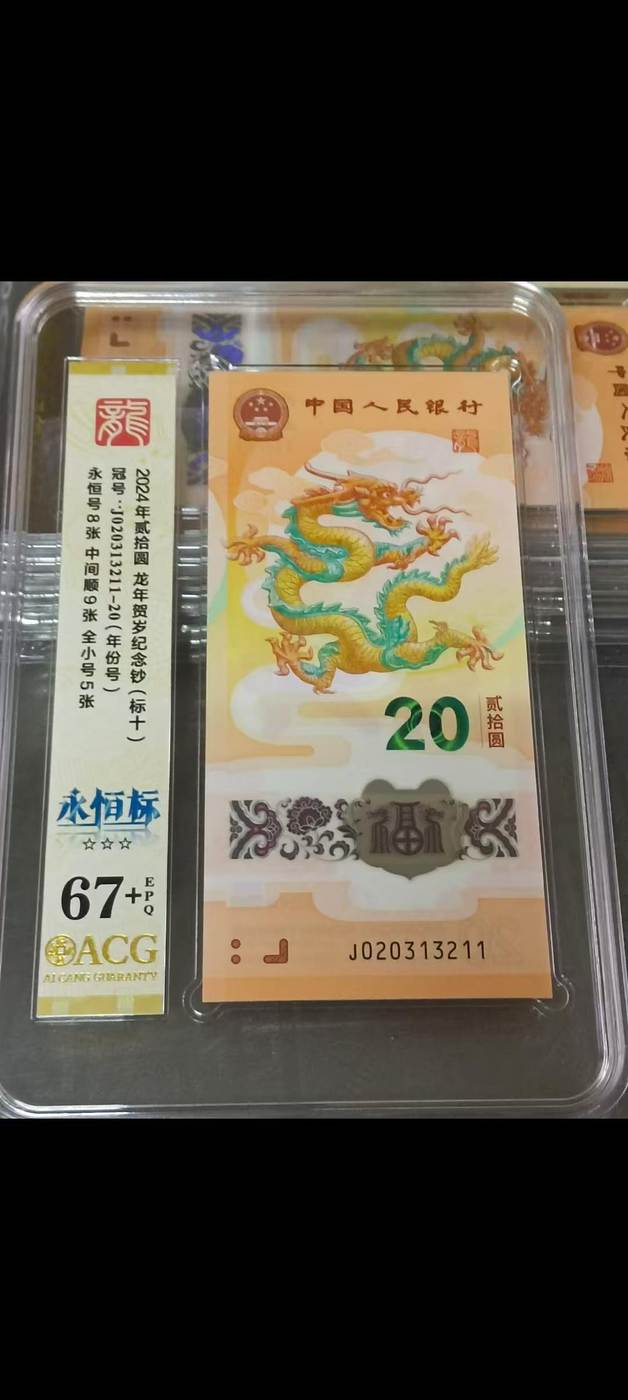 龍
2024年贰拾圆 龙年贺岁纪念钞(标十)
冠号:J020313211-20(年份号)
永恒号8张 中间顺9张 全小号5张
永恒标
☆☆☆
67+EPQ
ACG
AI CANG GUARANTY
中国人民银行
20
贰拾圆
福
J020313211